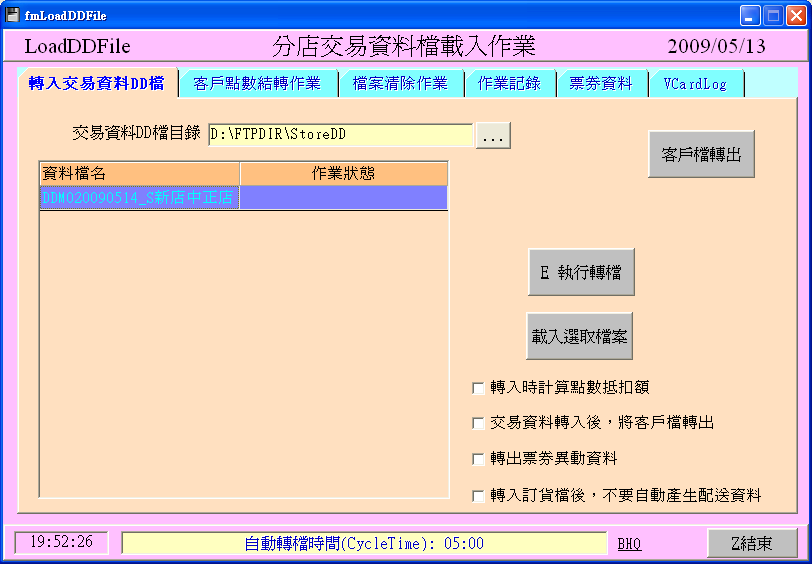 fmLoadDDFile
LoadDDFile 分店交易資料檔載入作業 2009/05/13
轉入交易資料DD檔 客戶點數結轉作業 檔案清除作業 作業記錄 票券資料 VCardLog
交易資料DD檔目錄 D:\FTPDIR\StoreDD ...
客戶檔轉出
資料檔名 作業狀態
DDM020090514_S新店中正店
E 執行轉檔
載入選取檔案
轉入時計算點數抵扣額
交易資料轉入後，將客戶檔轉出
轉出票券異動資料
轉入訂貨檔後，不要自動產生配送資料
19:52:26 自動轉檔時間(CycleTime): 05:00 BHQ Z結束